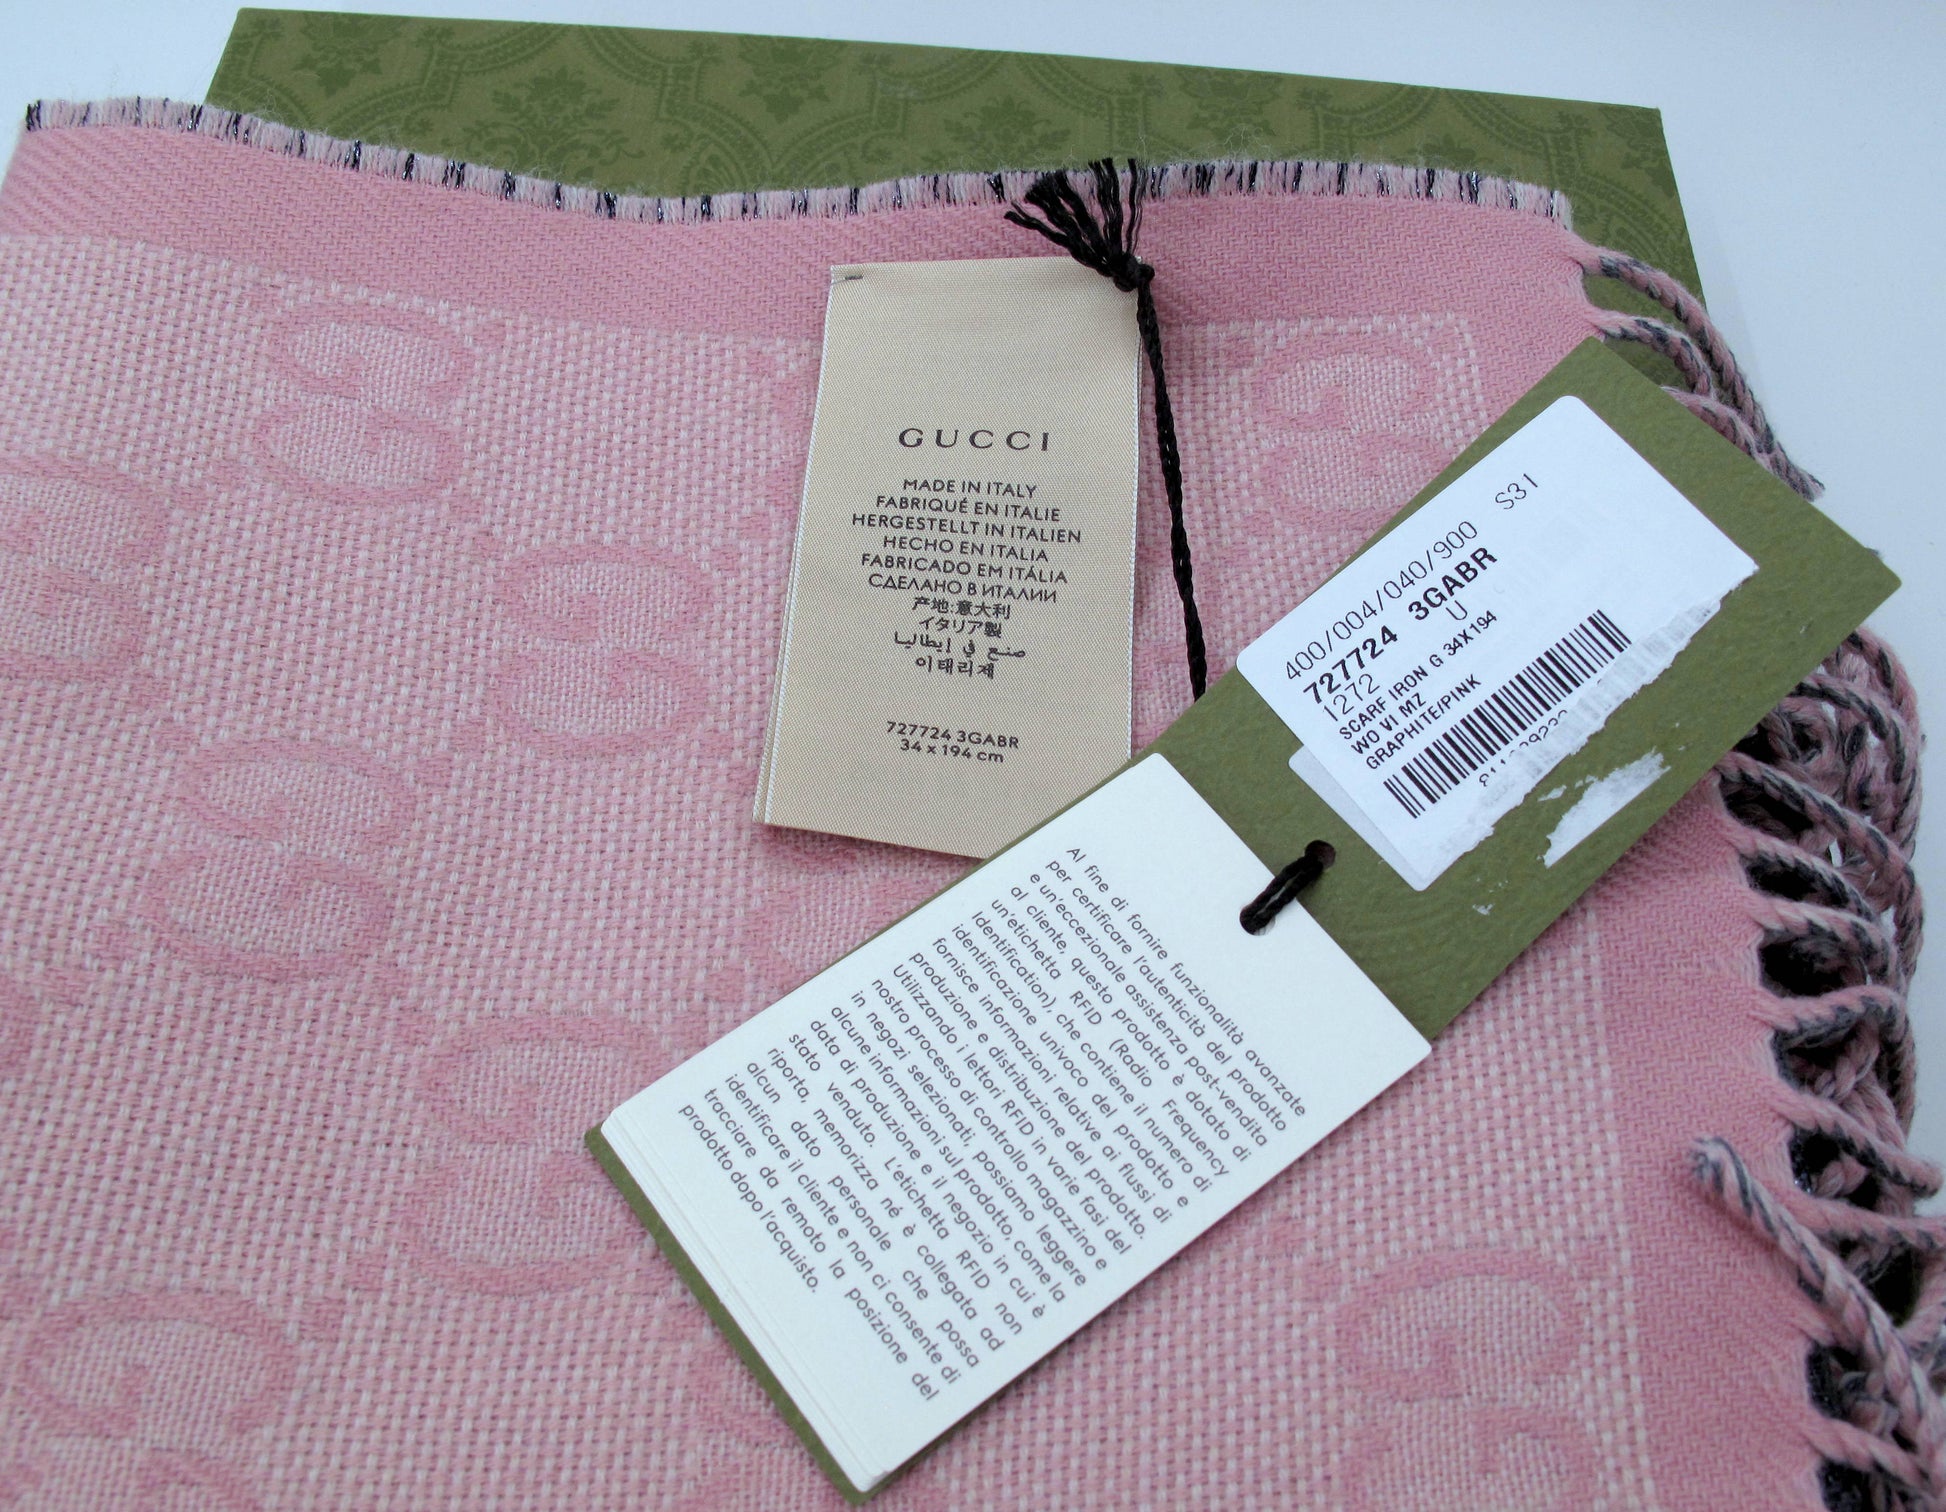 GUCCI
MADE IN ITALY
FABRIQUÉ EN ITALIE
HERGESTELLT IN ITALIEN
HECHO EN ITALIA
FABRICADO EM ITÁLIA
СДЕЛАНО В ИТАЛИИ
产地:意大利
イタリア製
صنع في إيطاليا
이태리제
727724 3GABR
34 x 194 cm
400/004/040/900 S31
727724 3GABR
1272 U
SCARF IRON G 34X194
WO VI MZ
GRAPHITE/PINK
Al fine di fornire funzionalità avanzate
per certificare l'autenticità del prodotto
e un'eccezionale assistenza post-vendita
al cliente, questo prodotto è dotato di
un'etichetta RFID (Radio Frequency
Identification), che contiene il numero di
identificazione univoco del prodotto e
fornisce informazioni relative ai flussi di
produzione e distribuzione del prodotto.
Utilizzando i lettori RFID in varie fasi del
nostro processo di controllo magazzino e
in negozi selezionati, possiamo leggere
alcune informazioni sul prodotto, come la
data di produzione e il negozio in cui è
stato venduto. L'etichetta RFID non
riporta, memorizza né è collegata ad
alcun dato personale che possa
identificare il cliente e non ci consente di
tracciare da remoto la posizione del
prodotto dopo l'acquisto.